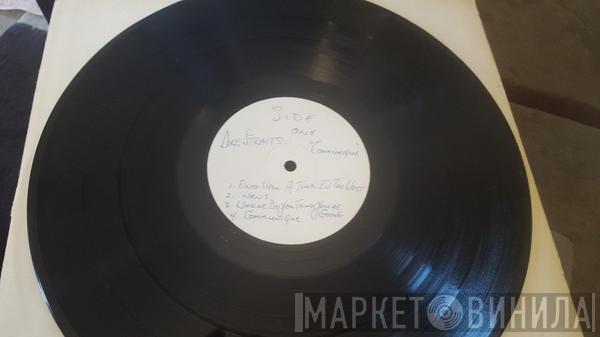 SIDE
ONE
DIRE STRAITS.. "COMMUNIQUE"
1. ONCE UPON A TIME IN THE WEST
2. NEWS
3. WHERE DO YOU THINK YOU'RE
GOING
4 COMMUNIQUE
МАРКЕТ ВИНИЛА